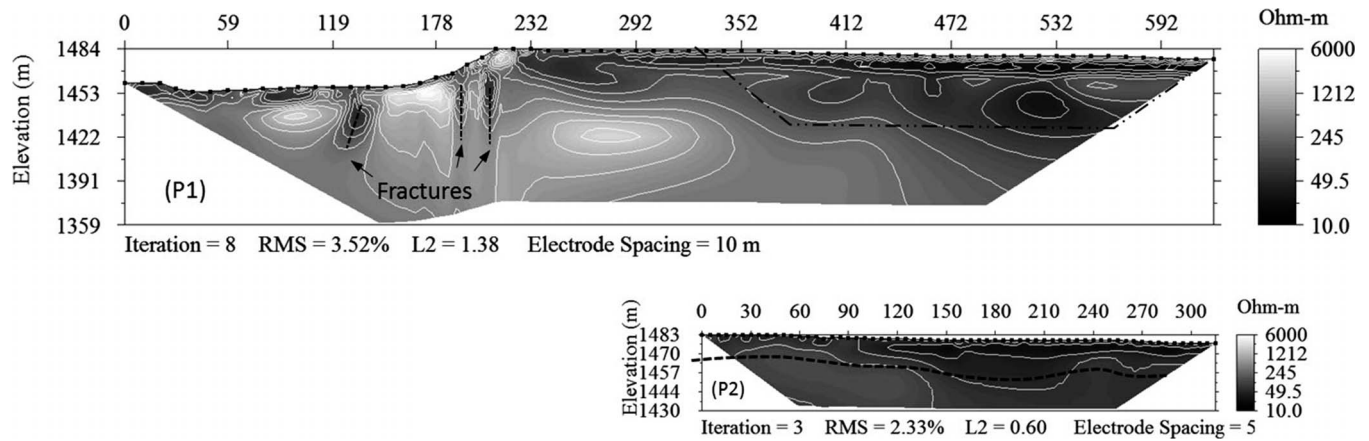 0 59 119 178 232 292 352 412 472 532 592 Ohm-m
Elevation (m)
1484 6000
1453 1212
1422 245
1391 49.5
1359 10.0
Fractures
(P1)
Iteration = 8 RMS = 3.52% L2 = 1.38 Electrode Spacing = 10 m
0 30 60 90 120 150 180 210 240 270 300 Ohm-m
Elevation (m)
1483 6000
1470 1212
1457 245
1444 49.5
1430 10.0
(P2)
Iteration = 3 RMS = 2.33% L2 = 0.60 Electrode Spacing = 5